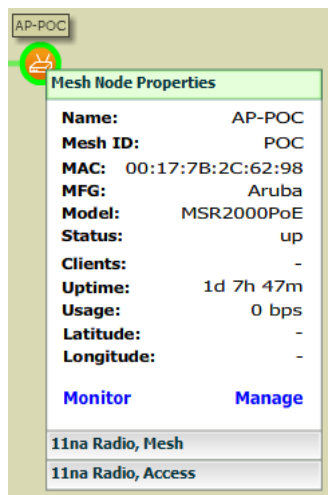 AP-POC
Mesh Node Properties
Name: AP-POC
Mesh ID: POC
MAC: 00:17:7B:2C:62:98
MFG: Aruba
Model: MSR2000PoE
Status: up
Clients: -
Uptime: 1d 7h 47m
Usage: 0 bps
Latitude: -
Longitude: -
Monitor Manage
11na Radio, Mesh
11na Radio, Access